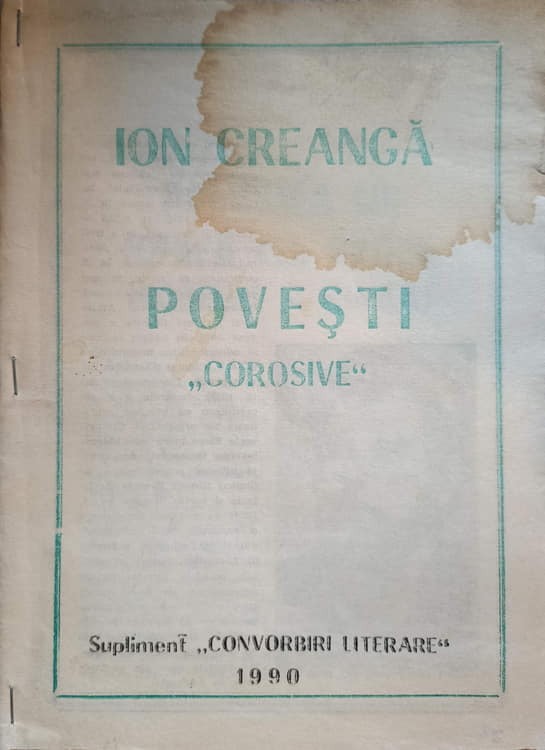 ION CREANGĂ
POVEŞTI
„COROSIVE“
Supliment „CONVORBIRI LITERARE“
1990